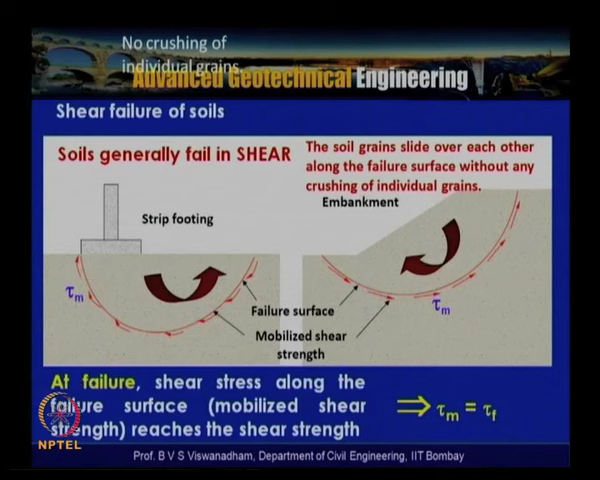 No crushing of
individual grains
Advanced Geotechnical Engineering
Shear failure of soils
Soils generally fail in SHEAR
The soil grains slide over each other
along the failure surface without any
crushing of individual grains.
Embankment
Strip footing
τm
Failure surface
τm
Mobilized shear
strength
At failure, shear stress along the
failure surface (mobilized shear
strength) reaches the shear strength
⇒ τm = τf
NPTEL
Prof. B V S Viswanadham, Department of Civil Engineering, IIT Bombay